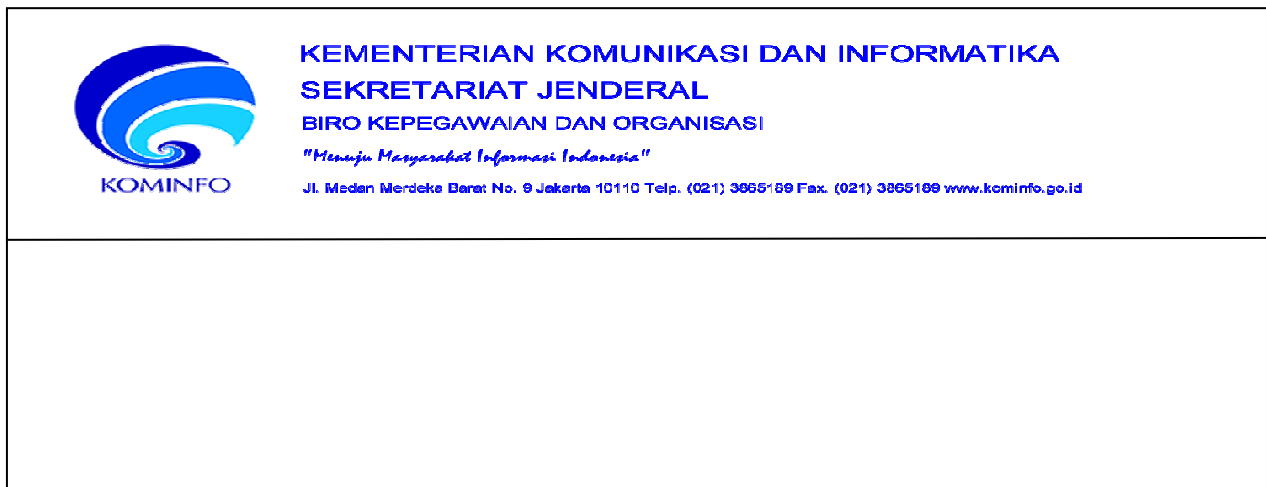 KEMENTERIAN KOMUNIKASI DAN INFORMATIKA
SEKRETARIAT JENDERAL
BIRO KEPEGAWAIAN DAN ORGANISASI
"Menuju Masyarakat Informasi Indonesia"
Jl. Medan Merdeka Barat No. 9 Jakarta 10110 Telp. (021) 3865189 Fax. (021) 3865189 www.kominfo.go.id
KOMINFO